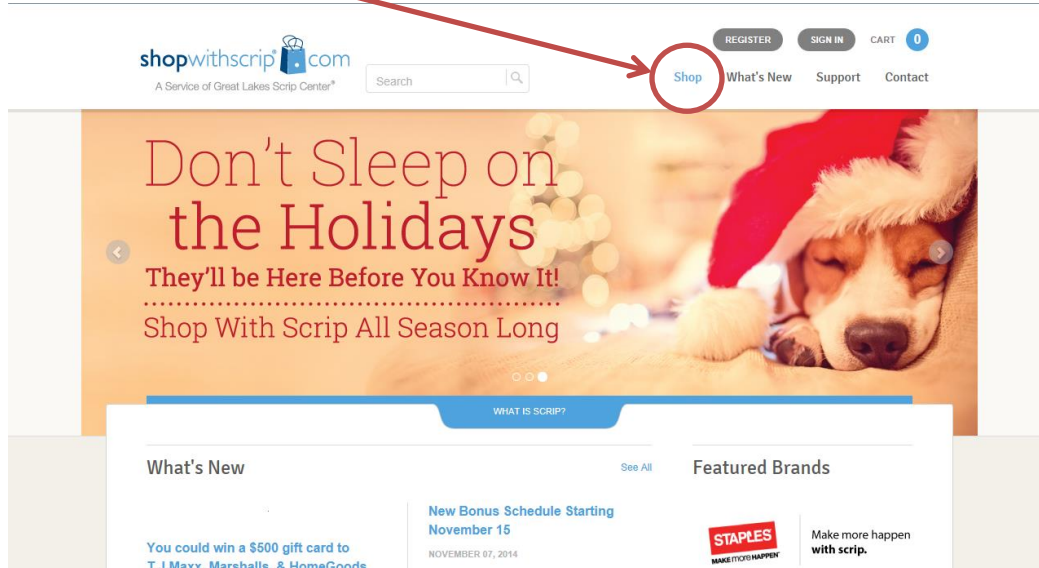 REGISTER SIGN IN CART 0
shopwithscrip® com
A Service of Great Lakes Scrip Center®
Search
Shop What's New Support Contact
Don't Sleep on
the Holidays
They'll be Here Before You Know It!
Shop With Scrip All Season Long
WHAT IS SCRIP?
What's New
See All
You could win a $500 gift card to
T.J.Maxx, Marshalls, & HomeGoods
New Bonus Schedule Starting
November 15
NOVEMBER 07, 2014
Featured Brands
STAPLES
MAKE more HAPPEN
Make more happen
with scrip.